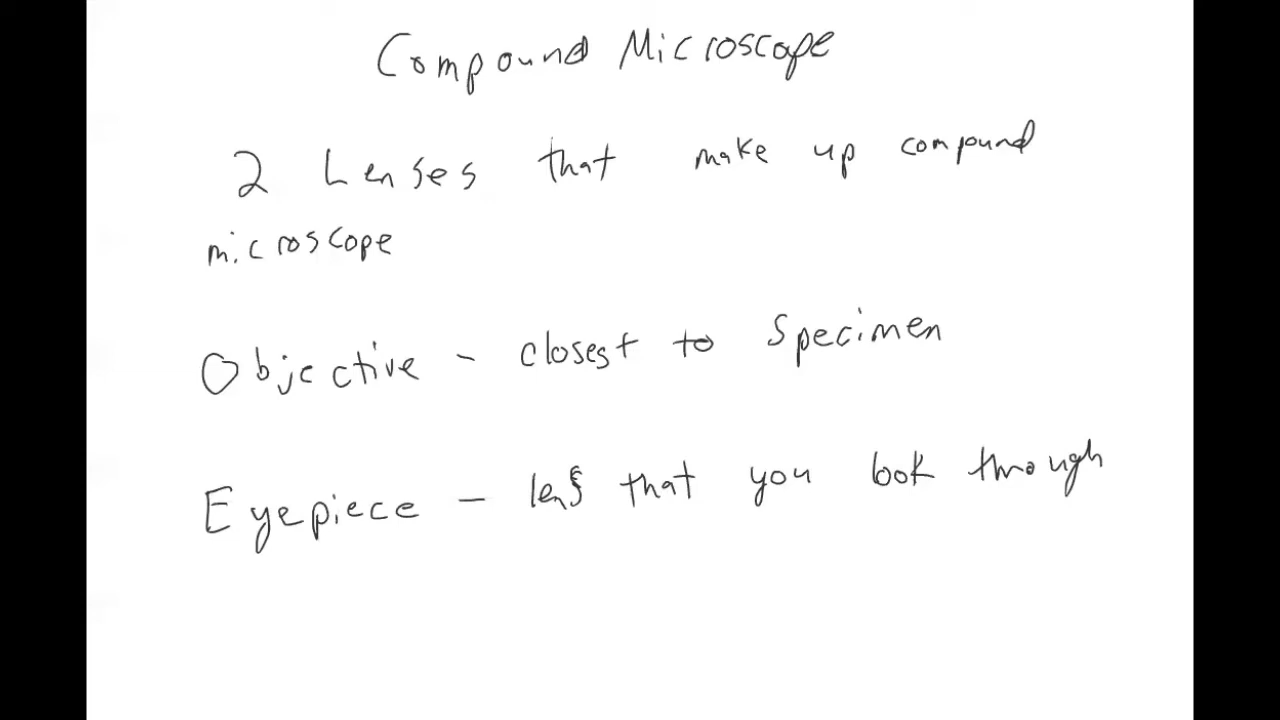 Compound Microscope
2 Lenses that make up compound
microscope
Objective - closest to specimen
Eyepiece - lens that you look through